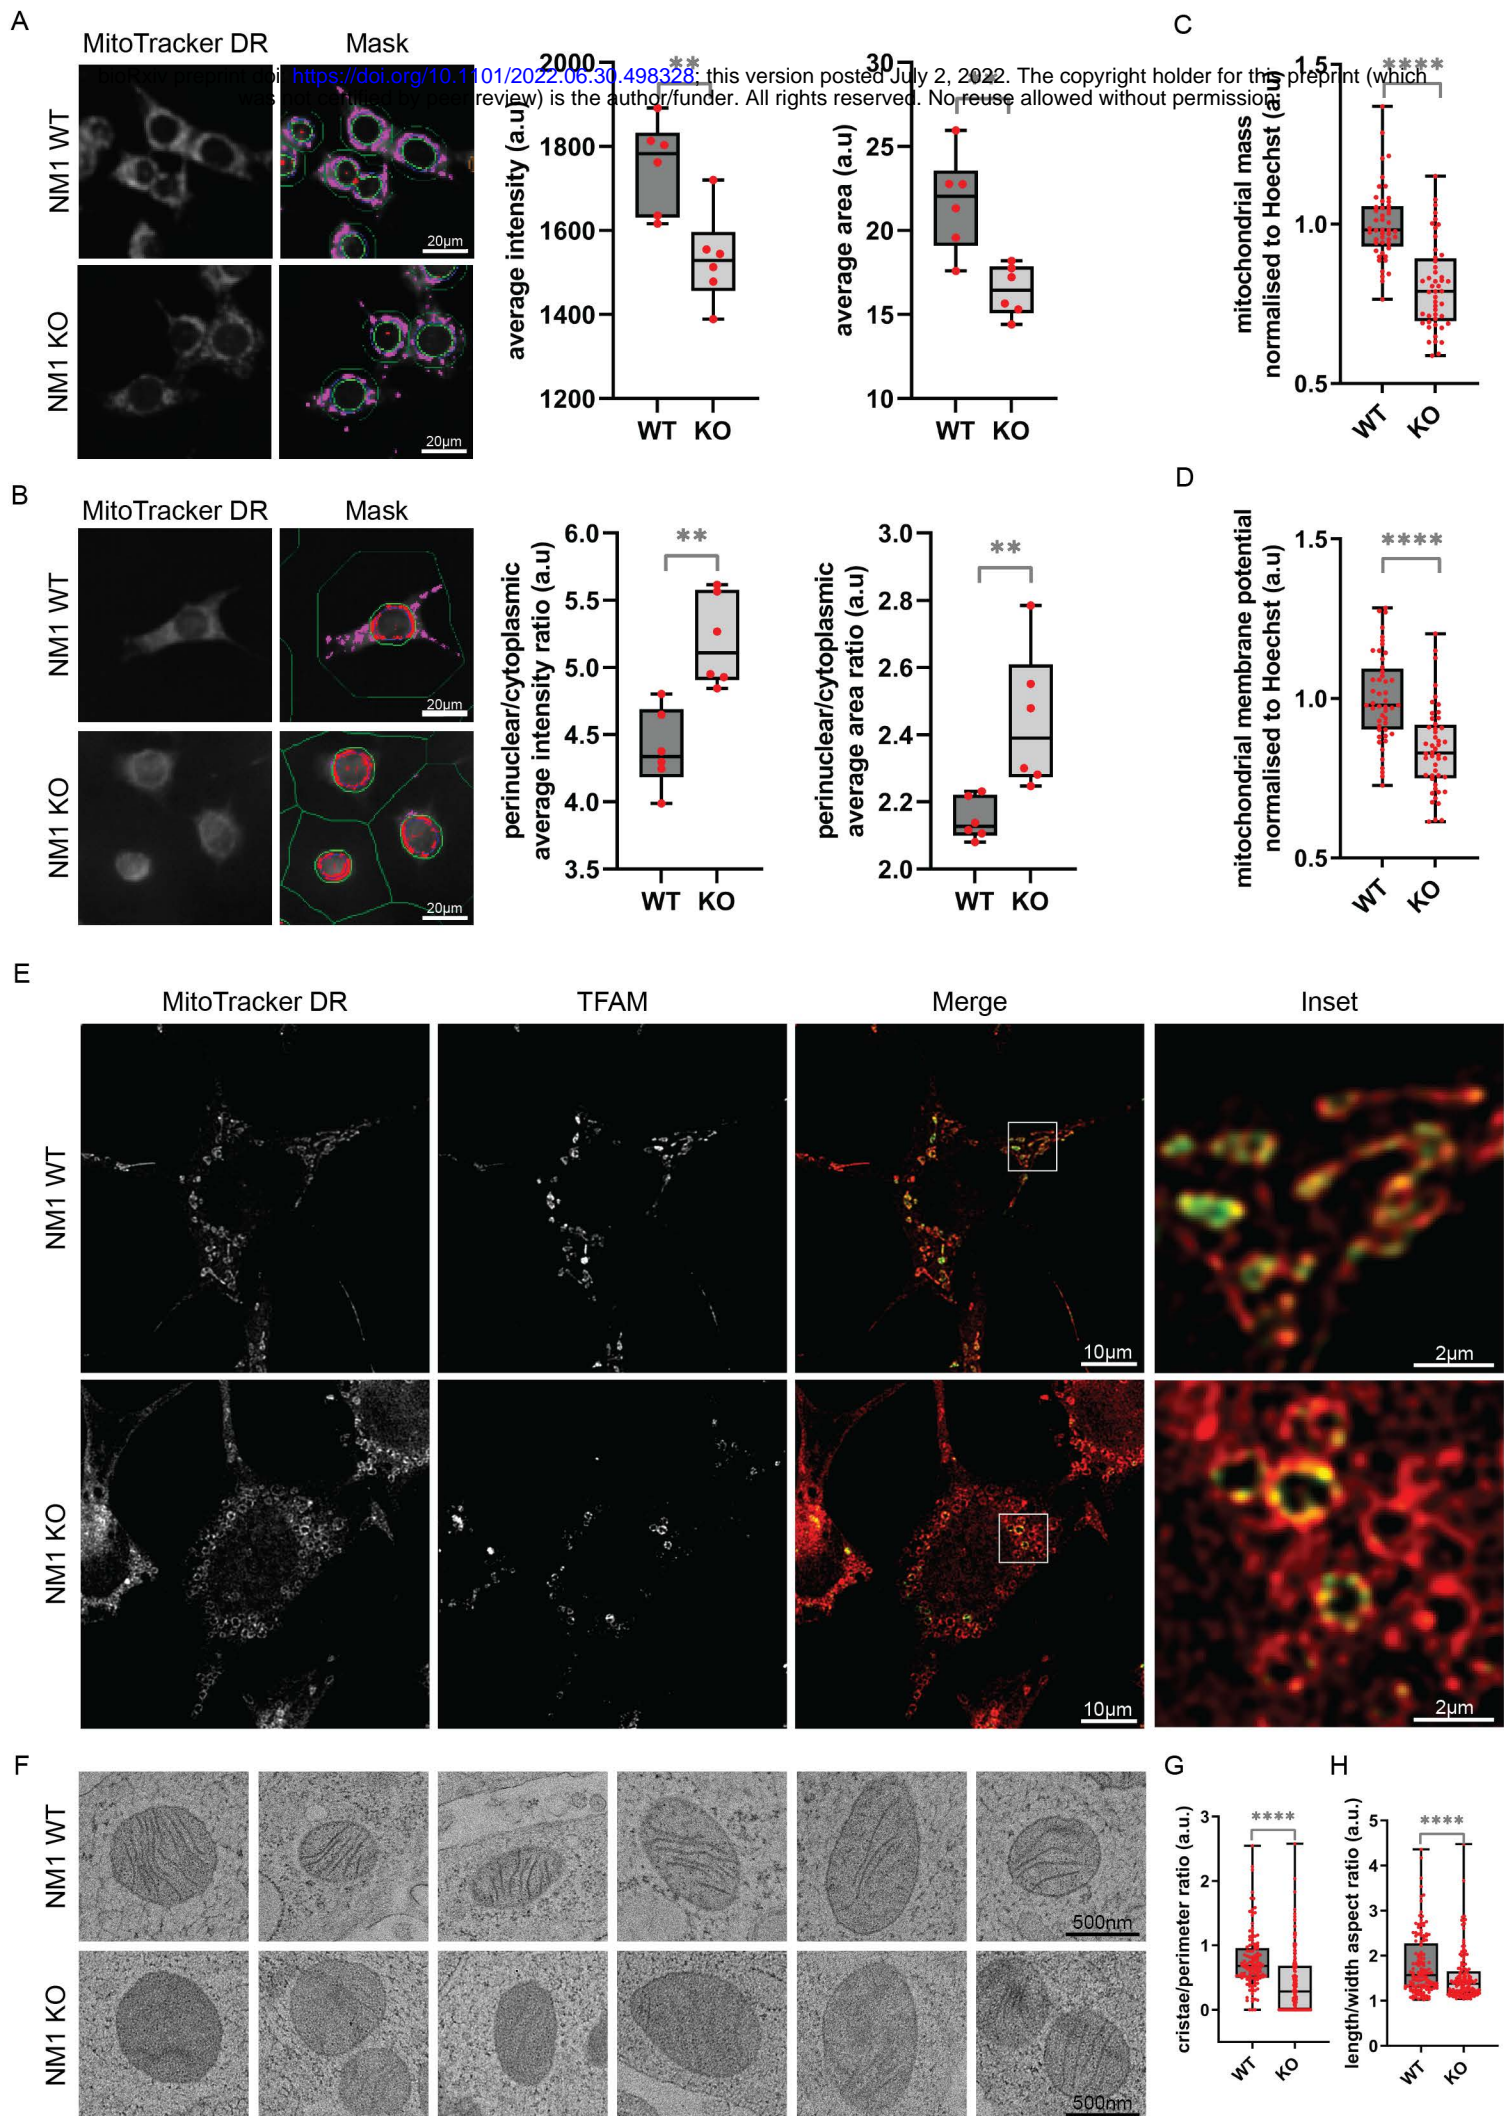 A
MitoTracker DR
Mask
NM1 WT
20µm
NM1 KO
20µm
bioRxiv preprint doi: https://doi.org/10.1101/2022.06.30.498328; this version posted July 2, 2022. The copyright holder for this preprint (which
was not certified by peer review) is the author/funder. All rights reserved. No reuse allowed without permission.
average intensity (a.u)
2000
1800
1600
1400
1200
**
WT KO
average area (a.u)
30
25
20
15
10
**
WT KO
C
mitochondrial mass
normalised to Hoechst (a.u)
1.5
1.0
0.5
****
WT
KO
B
MitoTracker DR
Mask
NM1 WT
20µm
NM1 KO
20µm
perinuclear/cytoplasmic
average intensity ratio (a.u)
6.0
5.5
5.0
4.5
4.0
3.5
**
WT KO
perinuclear/cytoplasmic
average area ratio (a.u)
3.0
2.8
2.6
2.4
2.2
2.0
**
WT KO
D
mitochondrial membrane potential
normalised to Hoechst (a.u)
1.5
1.0
0.5
****
WT
KO
E
MitoTracker DR
TFAM
Merge
Inset
NM1 WT
10µm
2µm
NM1 KO
10µm
2µm
F
NM1 WT
500nm
NM1 KO
500nm
G
cristae/perimeter ratio (a.u.)
3
2
1
0
****
WT
KO
H
length/width aspect ratio (a.u.)
5
4
3
2
1
0
****
WT
KO